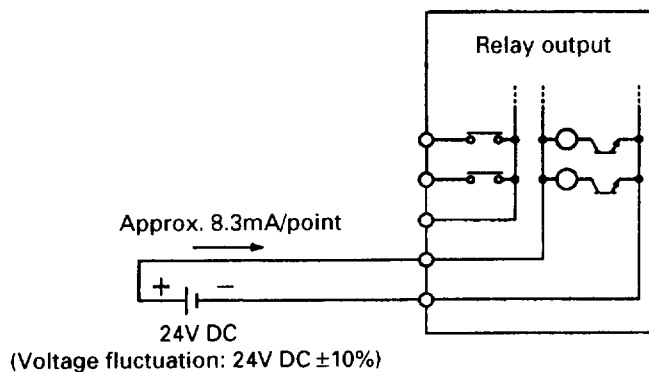 Relay output
Approx. 8.3mA/point
+ −
24V DC
(Voltage fluctuation: 24V DC ±10%)